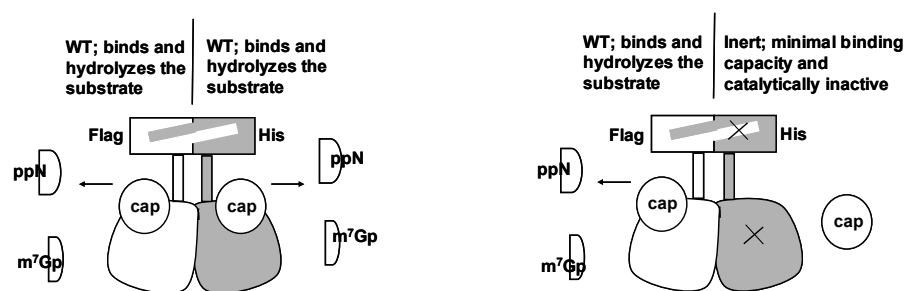 WT; binds and
hydrolyzes the
substrate
WT; binds and
hydrolyzes the
substrate
Flag
His
ppN
ppN
cap
cap
m⁷Gp
m⁷Gp
WT; binds and
hydrolyzes the
substrate
Inert; minimal binding
capacity and
catalytically inactive
Flag
His
ppN
cap
cap
m⁷Gp